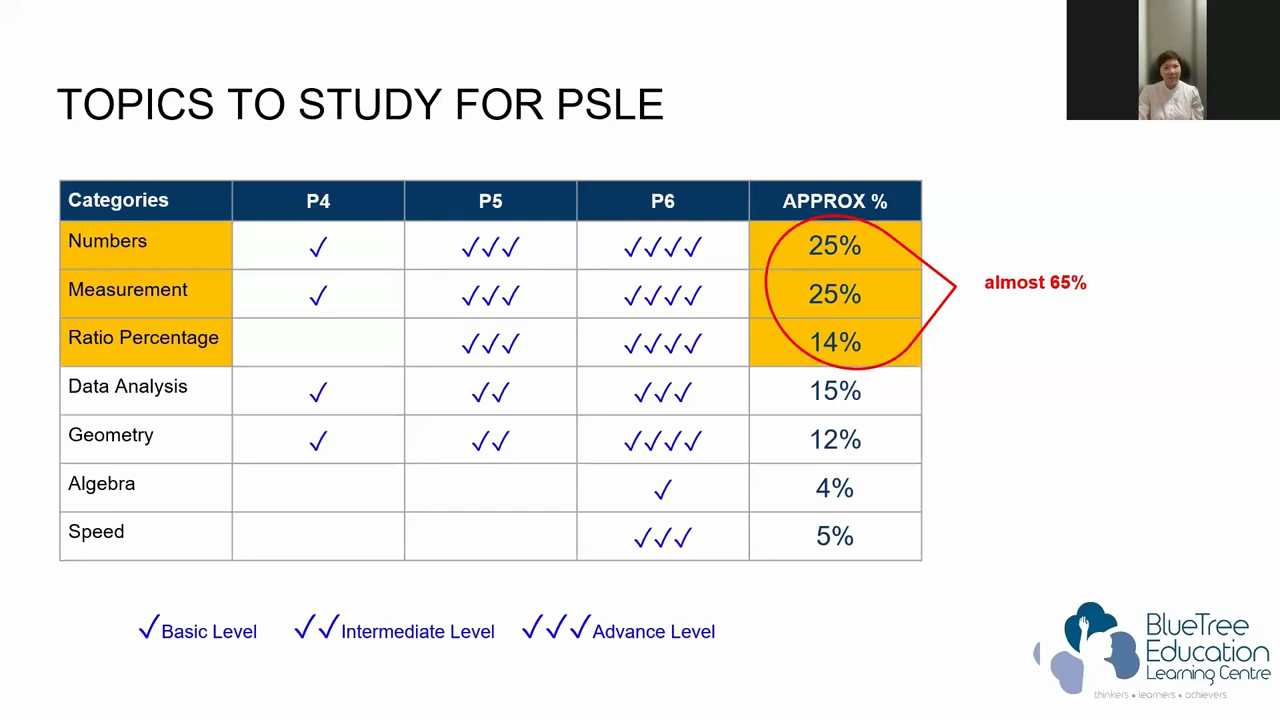 TOPICS TO STUDY FOR PSLE
Categories P4 P5 P6 APPROX %
Numbers ✓ ✓✓✓ ✓✓✓✓ 25%
Measurement ✓ ✓✓✓ ✓✓✓✓ 25%
Ratio Percentage ✓✓✓ ✓✓✓✓ 14%
Data Analysis ✓ ✓✓ ✓✓✓ 15%
Geometry ✓ ✓✓ ✓✓✓✓ 12%
Algebra ✓ 4%
Speed ✓✓✓ 5%
almost 65%
✓Basic Level ✓✓Intermediate Level ✓✓✓Advance Level
BlueTree
Education
Learning Centre
thinkers • learners • achievers